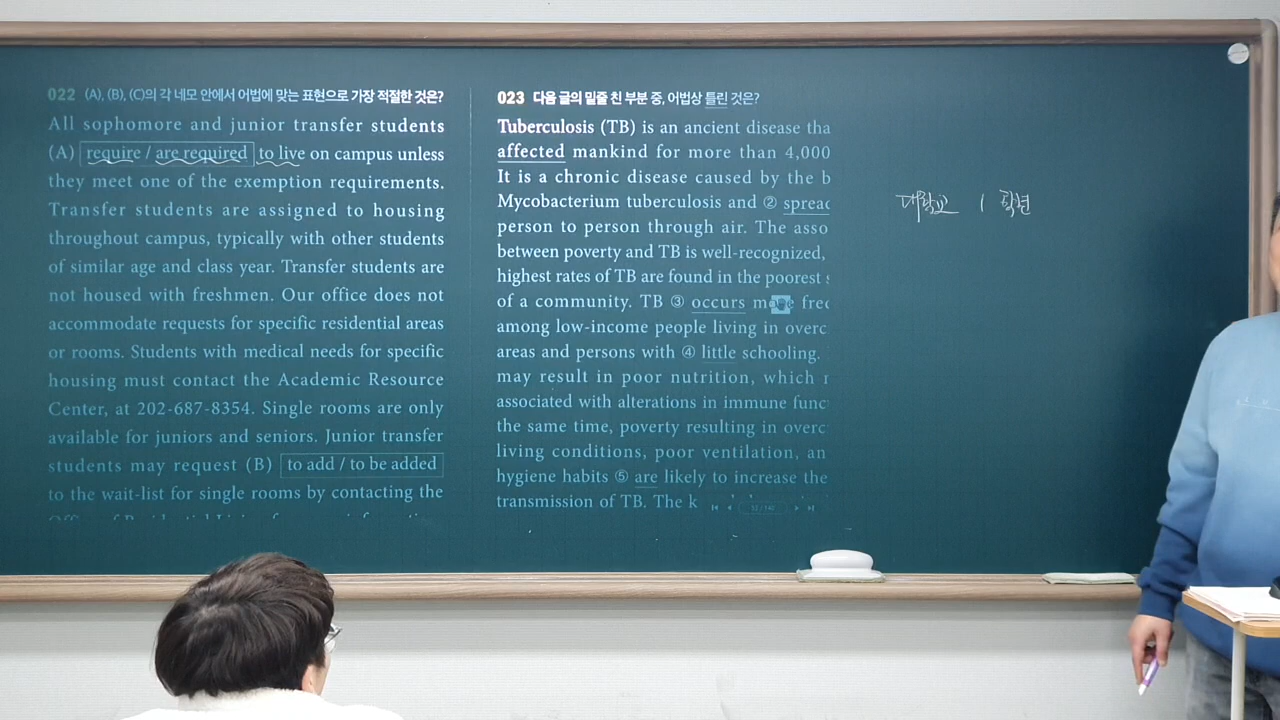 022 (A), (B), (C)의 각 네모 안에서 어법에 맞는 표현으로 가장 적절한 것은?
All sophomore and junior transfer students
(A) require / are required to live on campus unless
they meet one of the exemption requirements.
Transfer students are assigned to housing
throughout campus, typically with other students
of similar age and class year. Transfer students are
not housed with freshmen. Our office does not
accommodate requests for specific residential areas
or rooms. Students with medical needs for specific
housing must contact the Academic Resource
Center, at 202-687-8354. Single rooms are only
available for juniors and seniors. Junior transfer
students may request (B) to add / to be added
to the wait-list for single rooms by contacting the
023 다음 글의 밑줄 친 부분 중, 어법상 틀린 것은?
Tuberculosis (TB) is an ancient disease tha
affected mankind for more than 4,000
It is a chronic disease caused by the b
Mycobacterium tuberculosis and ② spread
person to person through air. The asso
between poverty and TB is well-recognized,
highest rates of TB are found in the poorest s
of a community. TB ③ occurs more fre
among low-income people living in overc
areas and persons with ④ little schooling.
may result in poor nutrition, which
associated with alterations in immune func
the same time, poverty resulting in overc
living conditions, poor ventilation, an
hygiene habits ⑤ are likely to increase the
transmission of TB. The k
대학교 1 학년